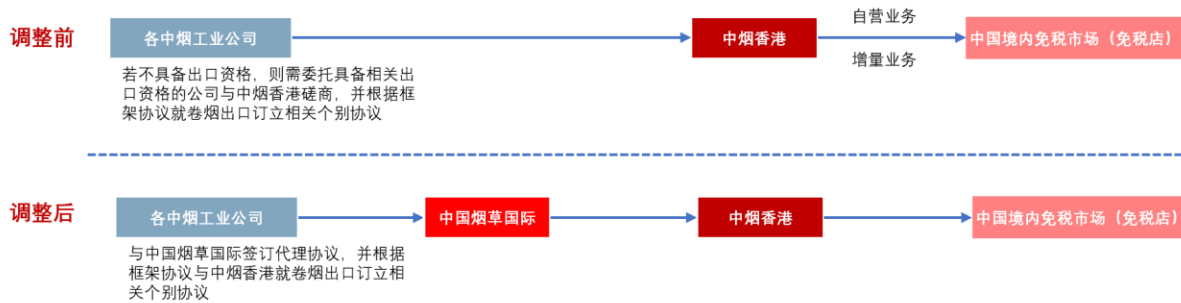 自营业务
调整前 各中烟工业公司 中烟香港 中国境内免税市场（免税店）
增量业务
若不具备出口资格，则需委托具备相关出
口资格的公司与中烟香港磋商，并根据框
架协议就卷烟出口订立相关个别协议
调整后 各中烟工业公司 中国烟草国际 中烟香港 中国境内免税市场（免税店）
与中国烟草国际签订代理协议，并根据
框架协议与中烟香港就卷烟出口订立相
关个别协议